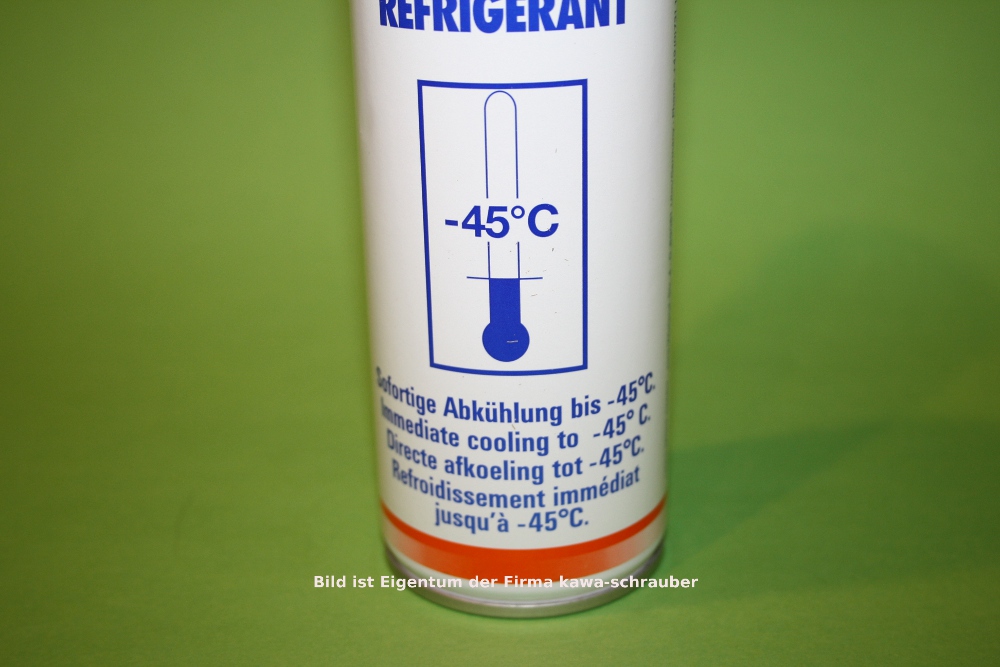 REFRIGERANT
-45°C
Sofortige Abkühlung bis -45°C.
Immediate cooling to -45° C.
Directe afkoeling tot -45°C.
Refroidissement immédiat
jusqu'à -45°C.
Bild ist Eigentum der Firma kawa-schrauber